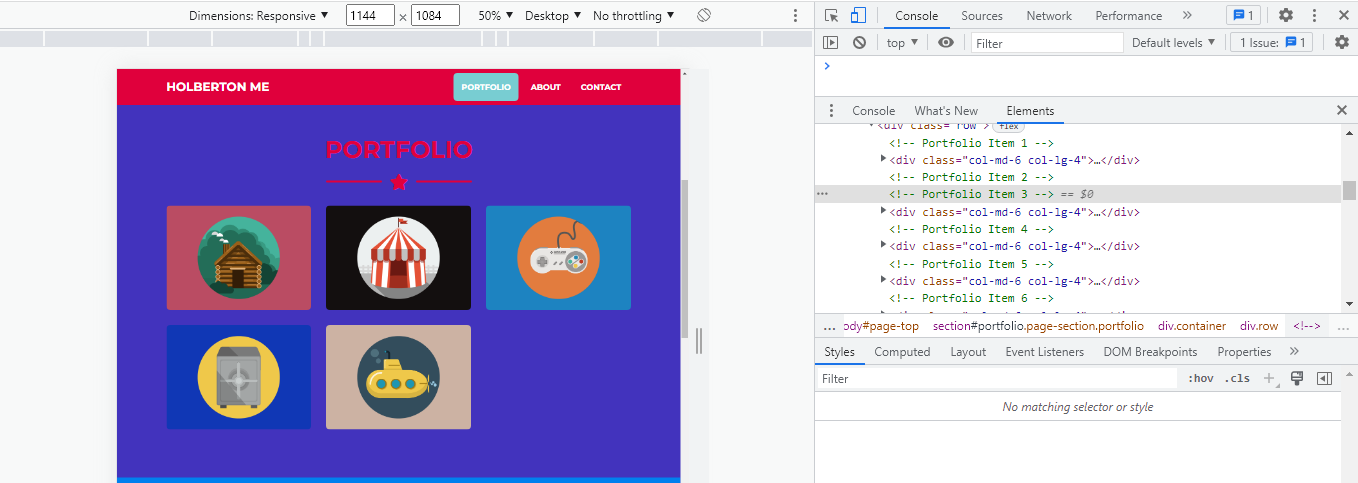 Dimensions: Responsive ▼ 1144 × 1084 50% ▼ Desktop ▼ No throttling ▼
HOLBERTON ME PORTFOLIO ABOUT CONTACT
PORTFOLIO
Console Sources Network Performance » 1
top ▼ Filter Default levels ▼ 1 Issue: 1
>
Console What's New Elements
<div class="row"> flex
<!-- Portfolio Item 1 -->
<div class="col-md-6 col-lg-4">…</div>
<!-- Portfolio Item 2 -->
<!-- Portfolio Item 3 --> == $0
<div class="col-md-6 col-lg-4">…</div>
<!-- Portfolio Item 4 -->
<div class="col-md-6 col-lg-4">…</div>
<!-- Portfolio Item 5 -->
<div class="col-md-6 col-lg-4">…</div>
<!-- Portfolio Item 6 -->
... ody#page-top section#portfolio.page-section.portfolio div.container div.row <!--> ...
Styles Computed Layout Event Listeners DOM Breakpoints Properties »
Filter :hov .cls +
No matching selector or style